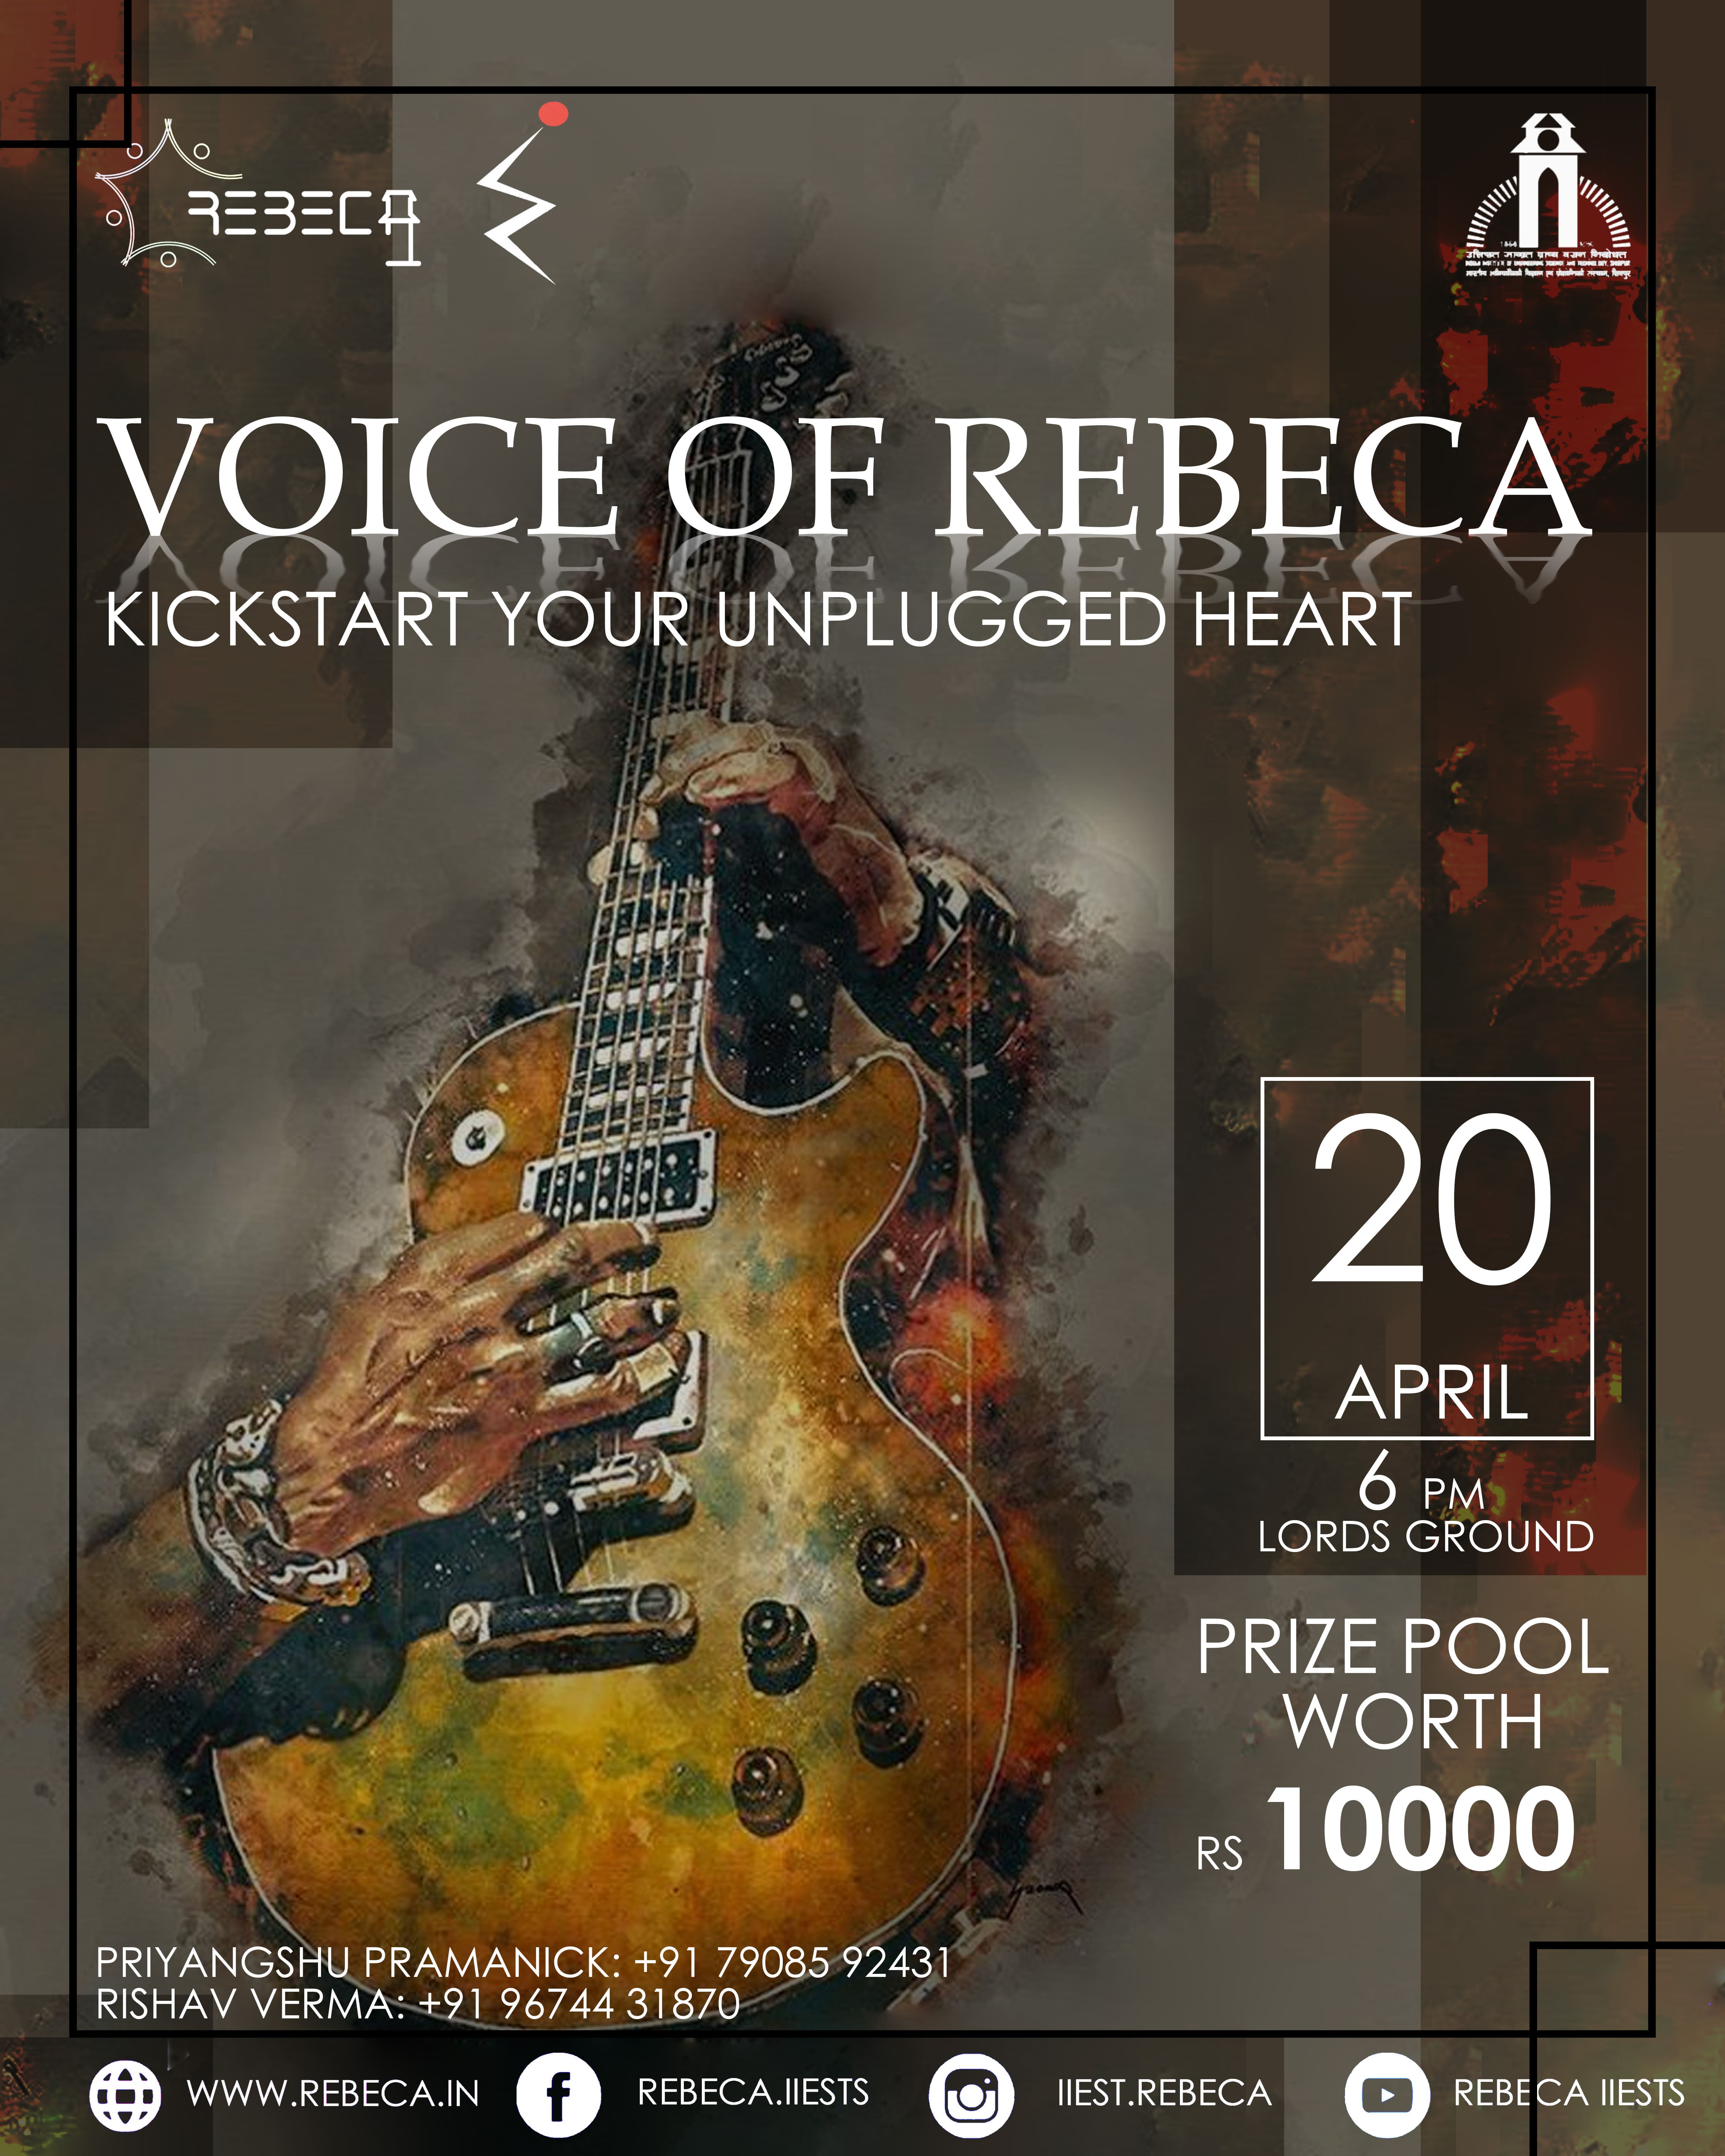 REBECA
VOICE OF REBECA
KICKSTART YOUR UNPLUGGED HEART
20
APRIL
6 PM
LORDS GROUND
PRIZE POOL
WORTH
RS 10000
PRIYANGSHU PRAMANICK: +91 79085 92431
RISHAV VERMA: +91 96744 31870
WWW.REBECA.IN
REBECA.IIESTS
IIEST.REBECA
REBECA IIESTS